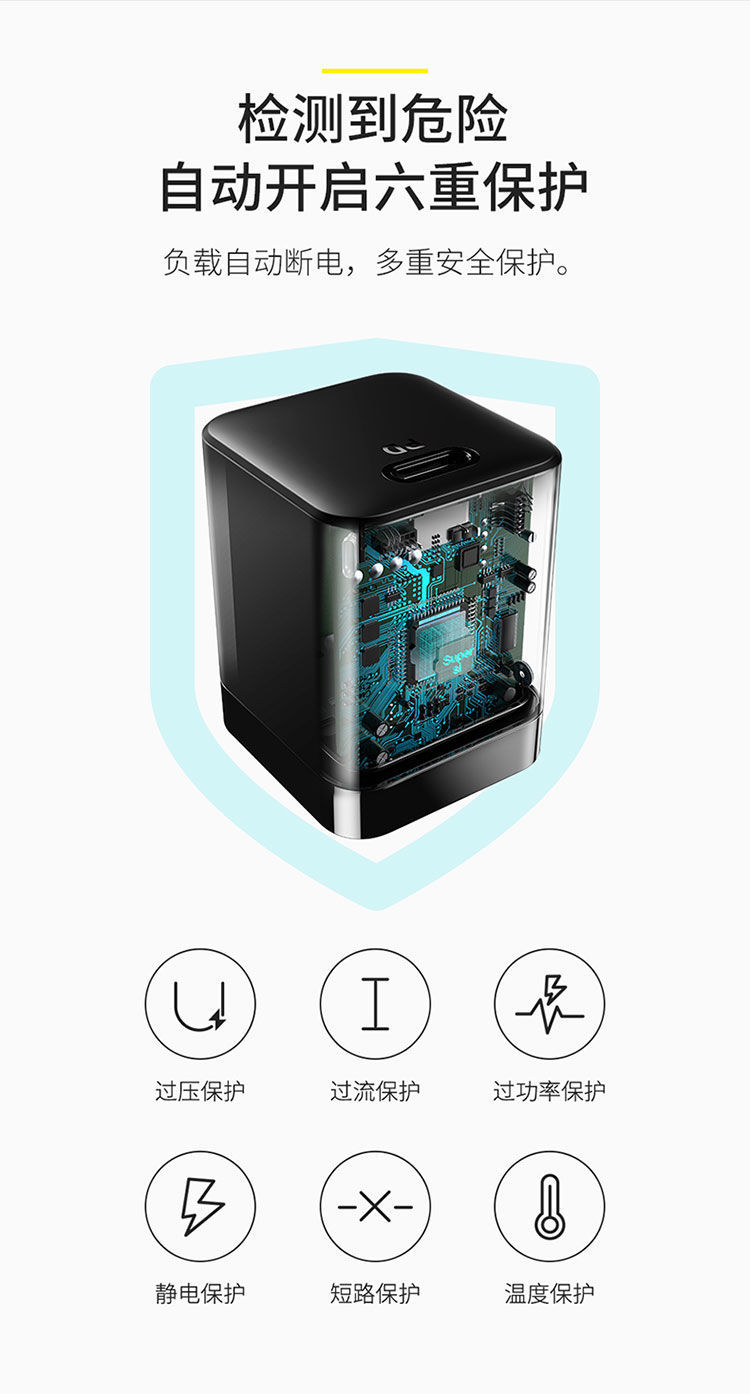 检测到危险
自动开启六重保护
负载自动断电，多重安全保护。
PD
Super
si
过压保护
过流保护
过功率保护
静电保护
短路保护
温度保护